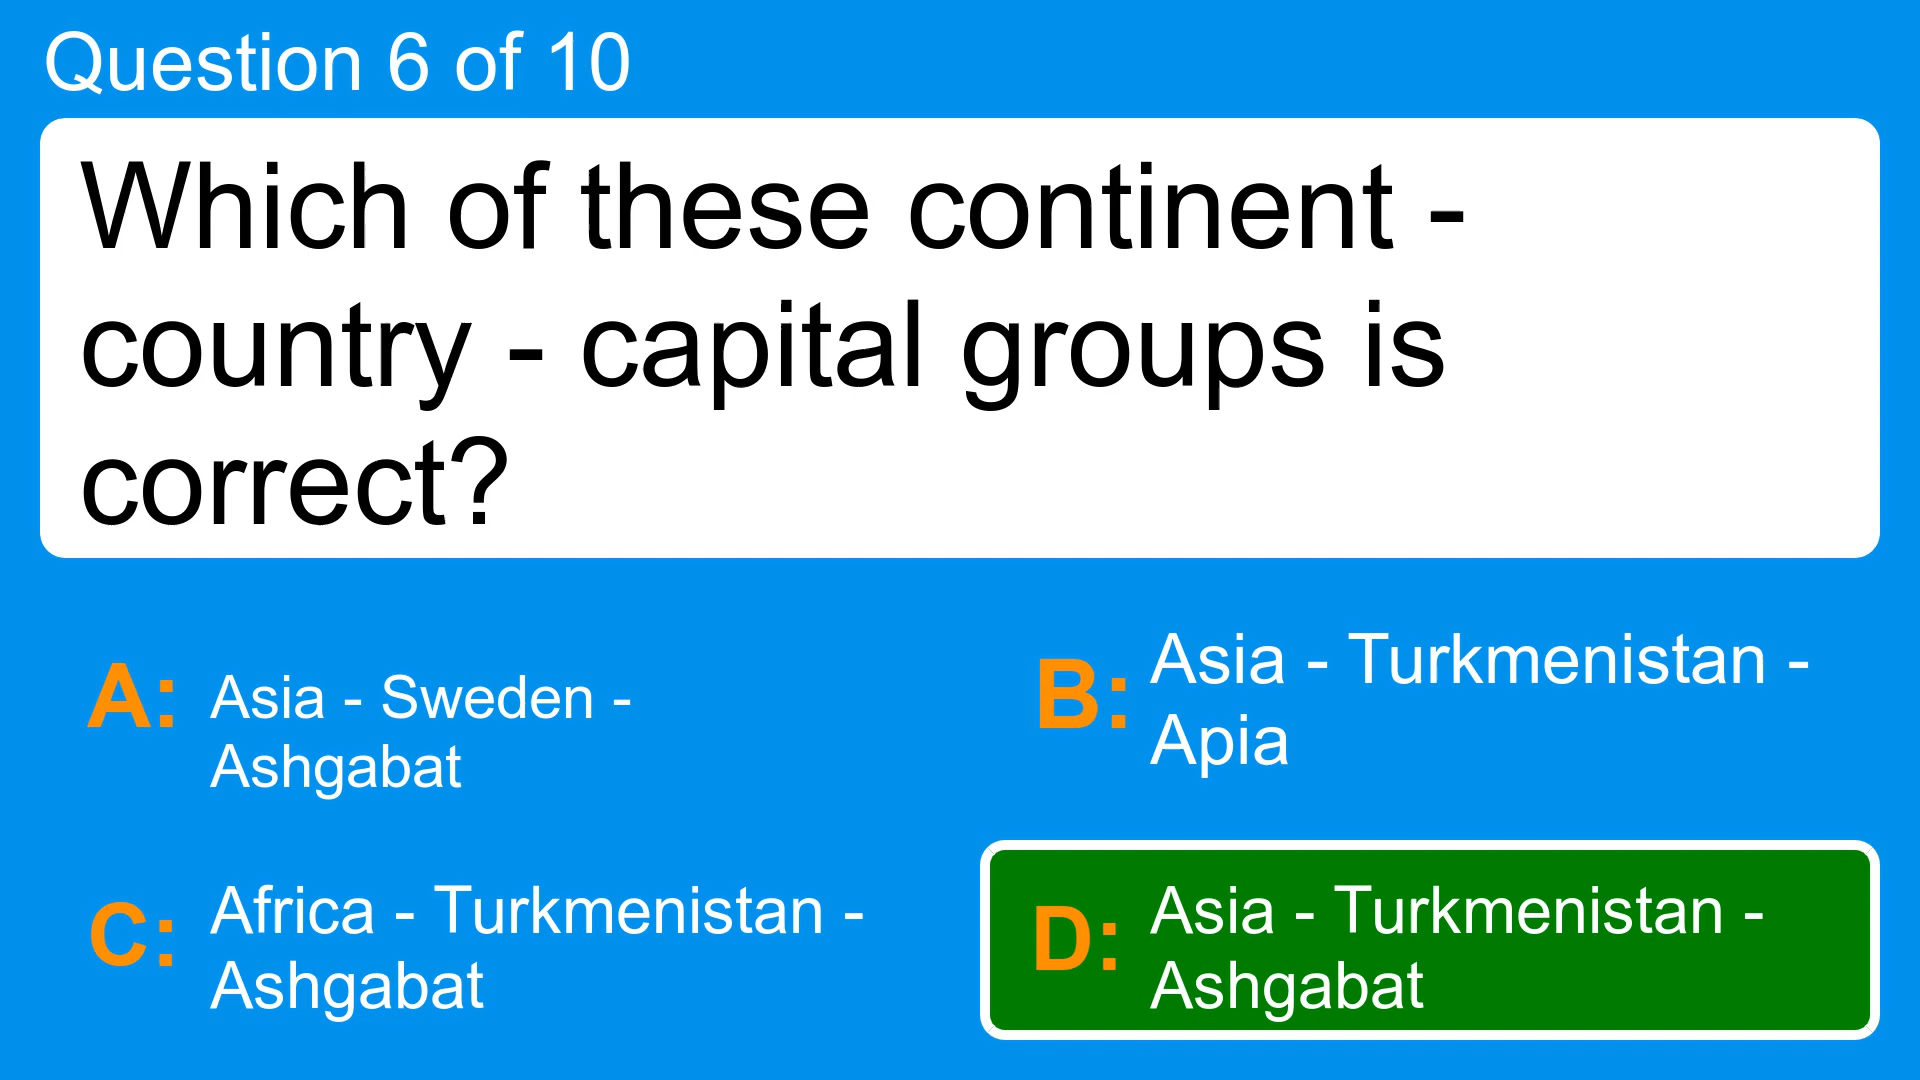 Question 6 of 10
Which of these continent -
country - capital groups is
correct?
A: Asia - Sweden -
Ashgabat
B: Asia - Turkmenistan -
Apia
C: Africa - Turkmenistan -
Ashgabat
D: Asia - Turkmenistan -
Ashgabat